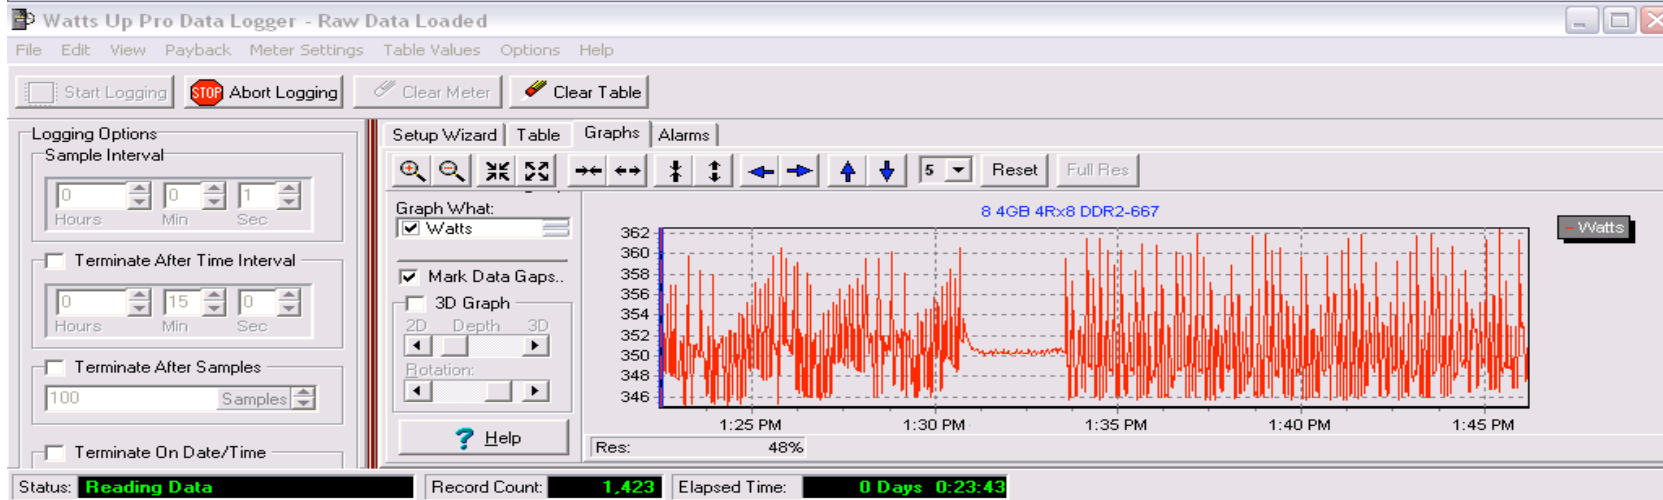 Watts Up Pro Data Logger - Raw Data Loaded
File Edit View Payback Meter Settings Table Values Options Help
Start Logging STOP Abort Logging Clear Meter Clear Table
Logging Options
Sample Interval
0 0 1
Hours Min Sec
Terminate After Time Interval
0 15 0
Hours Min Sec
Terminate After Samples
100 Samples
Terminate On Date/Time
Setup Wizard Table Graphs Alarms
5 Reset Full Res
Graph What:
Watts
Mark Data Gaps..
3D Graph
2D Depth 3D
Rotation:
? Help
8 4GB 4Rx8 DDR2-667
Watts
362
360
358
356
354
352
350
348
346
1:25 PM 1:30 PM 1:35 PM 1:40 PM 1:45 PM
Res: 48%
Status: Reading Data Record Count: 1,423 Elapsed Time: 0 Days 0:23:43